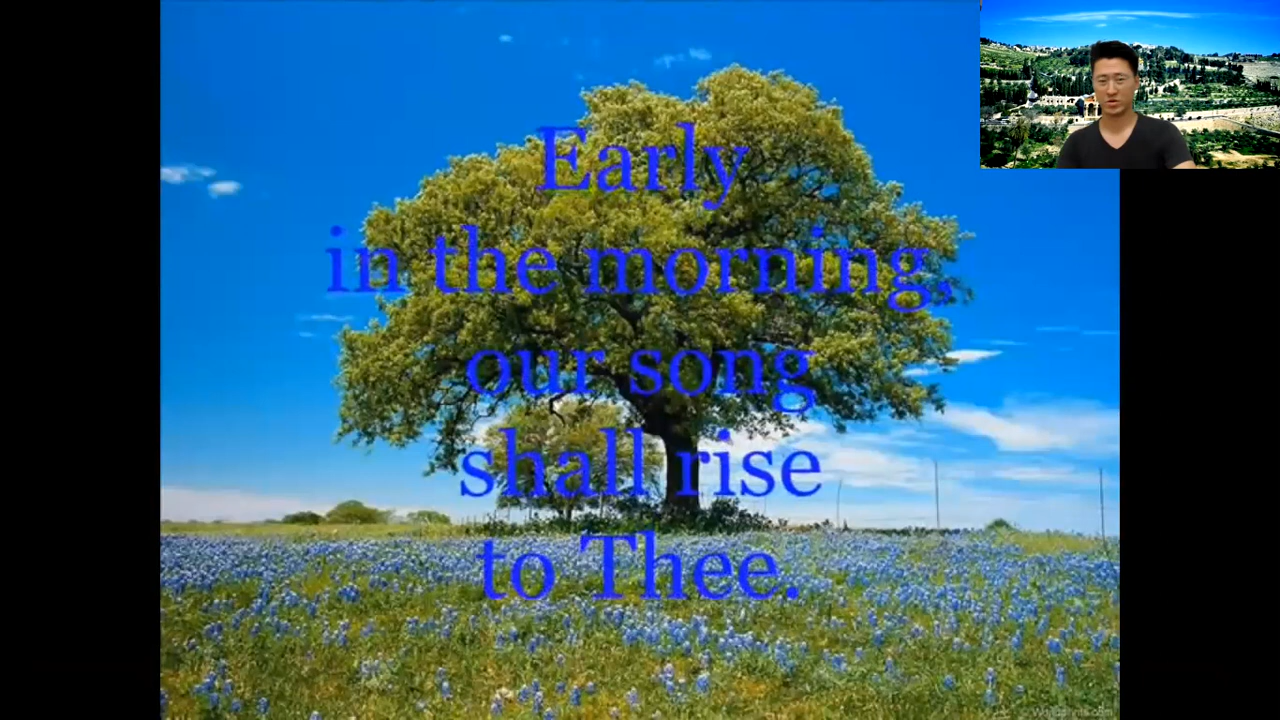 Early
in the morning,
our song
shall rise
to Thee.